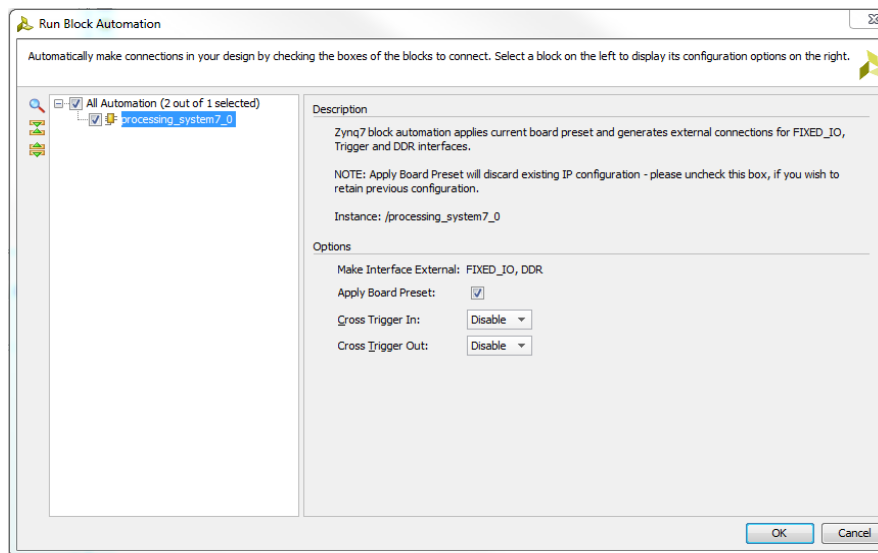 Run Block Automation
Automatically make connections in your design by checking the boxes of the blocks to connect. Select a block on the left to display its configuration options on the right.
All Automation (2 out of 1 selected)
processing_system7_0
Description
Zynq7 block automation applies current board preset and generates external connections for FIXED_IO,
Trigger and DDR interfaces.
NOTE: Apply Board Preset will discard existing IP configuration - please uncheck this box, if you wish to
retain previous configuration.
Instance: /processing_system7_0
Options
Make Interface External: FIXED_IO, DDR
Apply Board Preset:
Cross Trigger In: Disable
Cross Trigger Out: Disable
OK Cancel